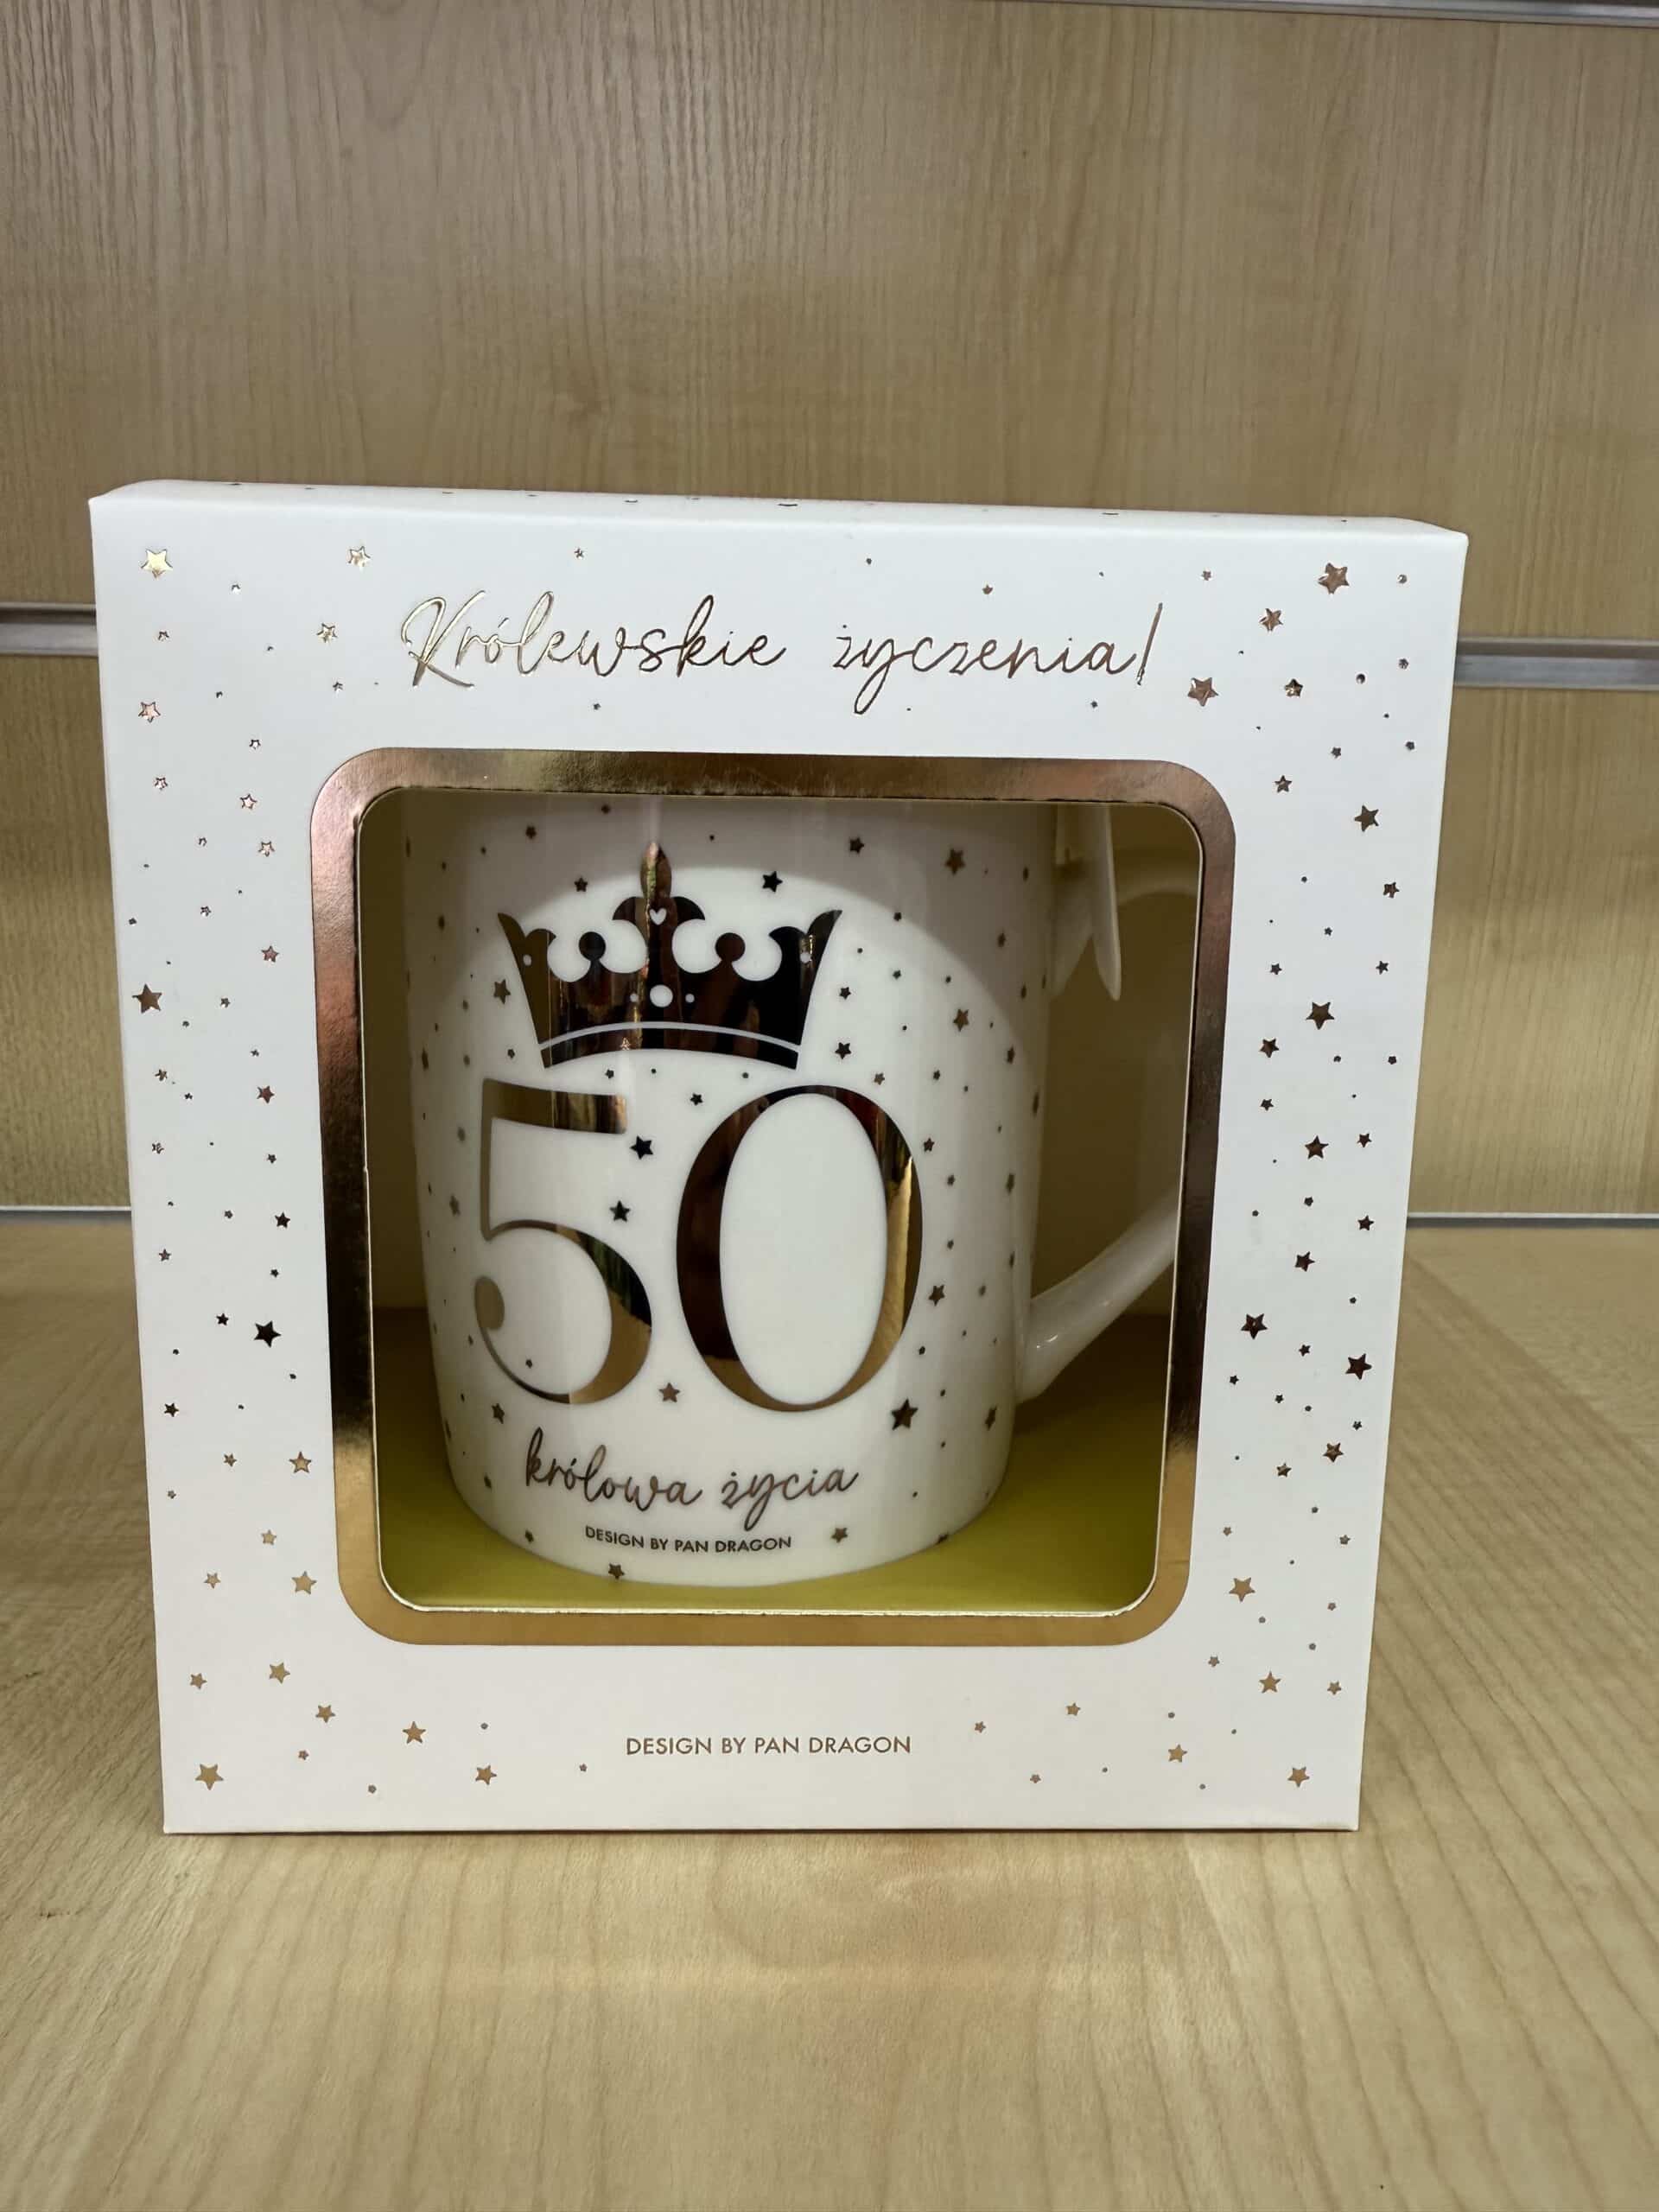 Królewskie życzenia!
50
królowa życia
DESIGN BY PAN DRAGON
DESIGN BY PAN DRAGON